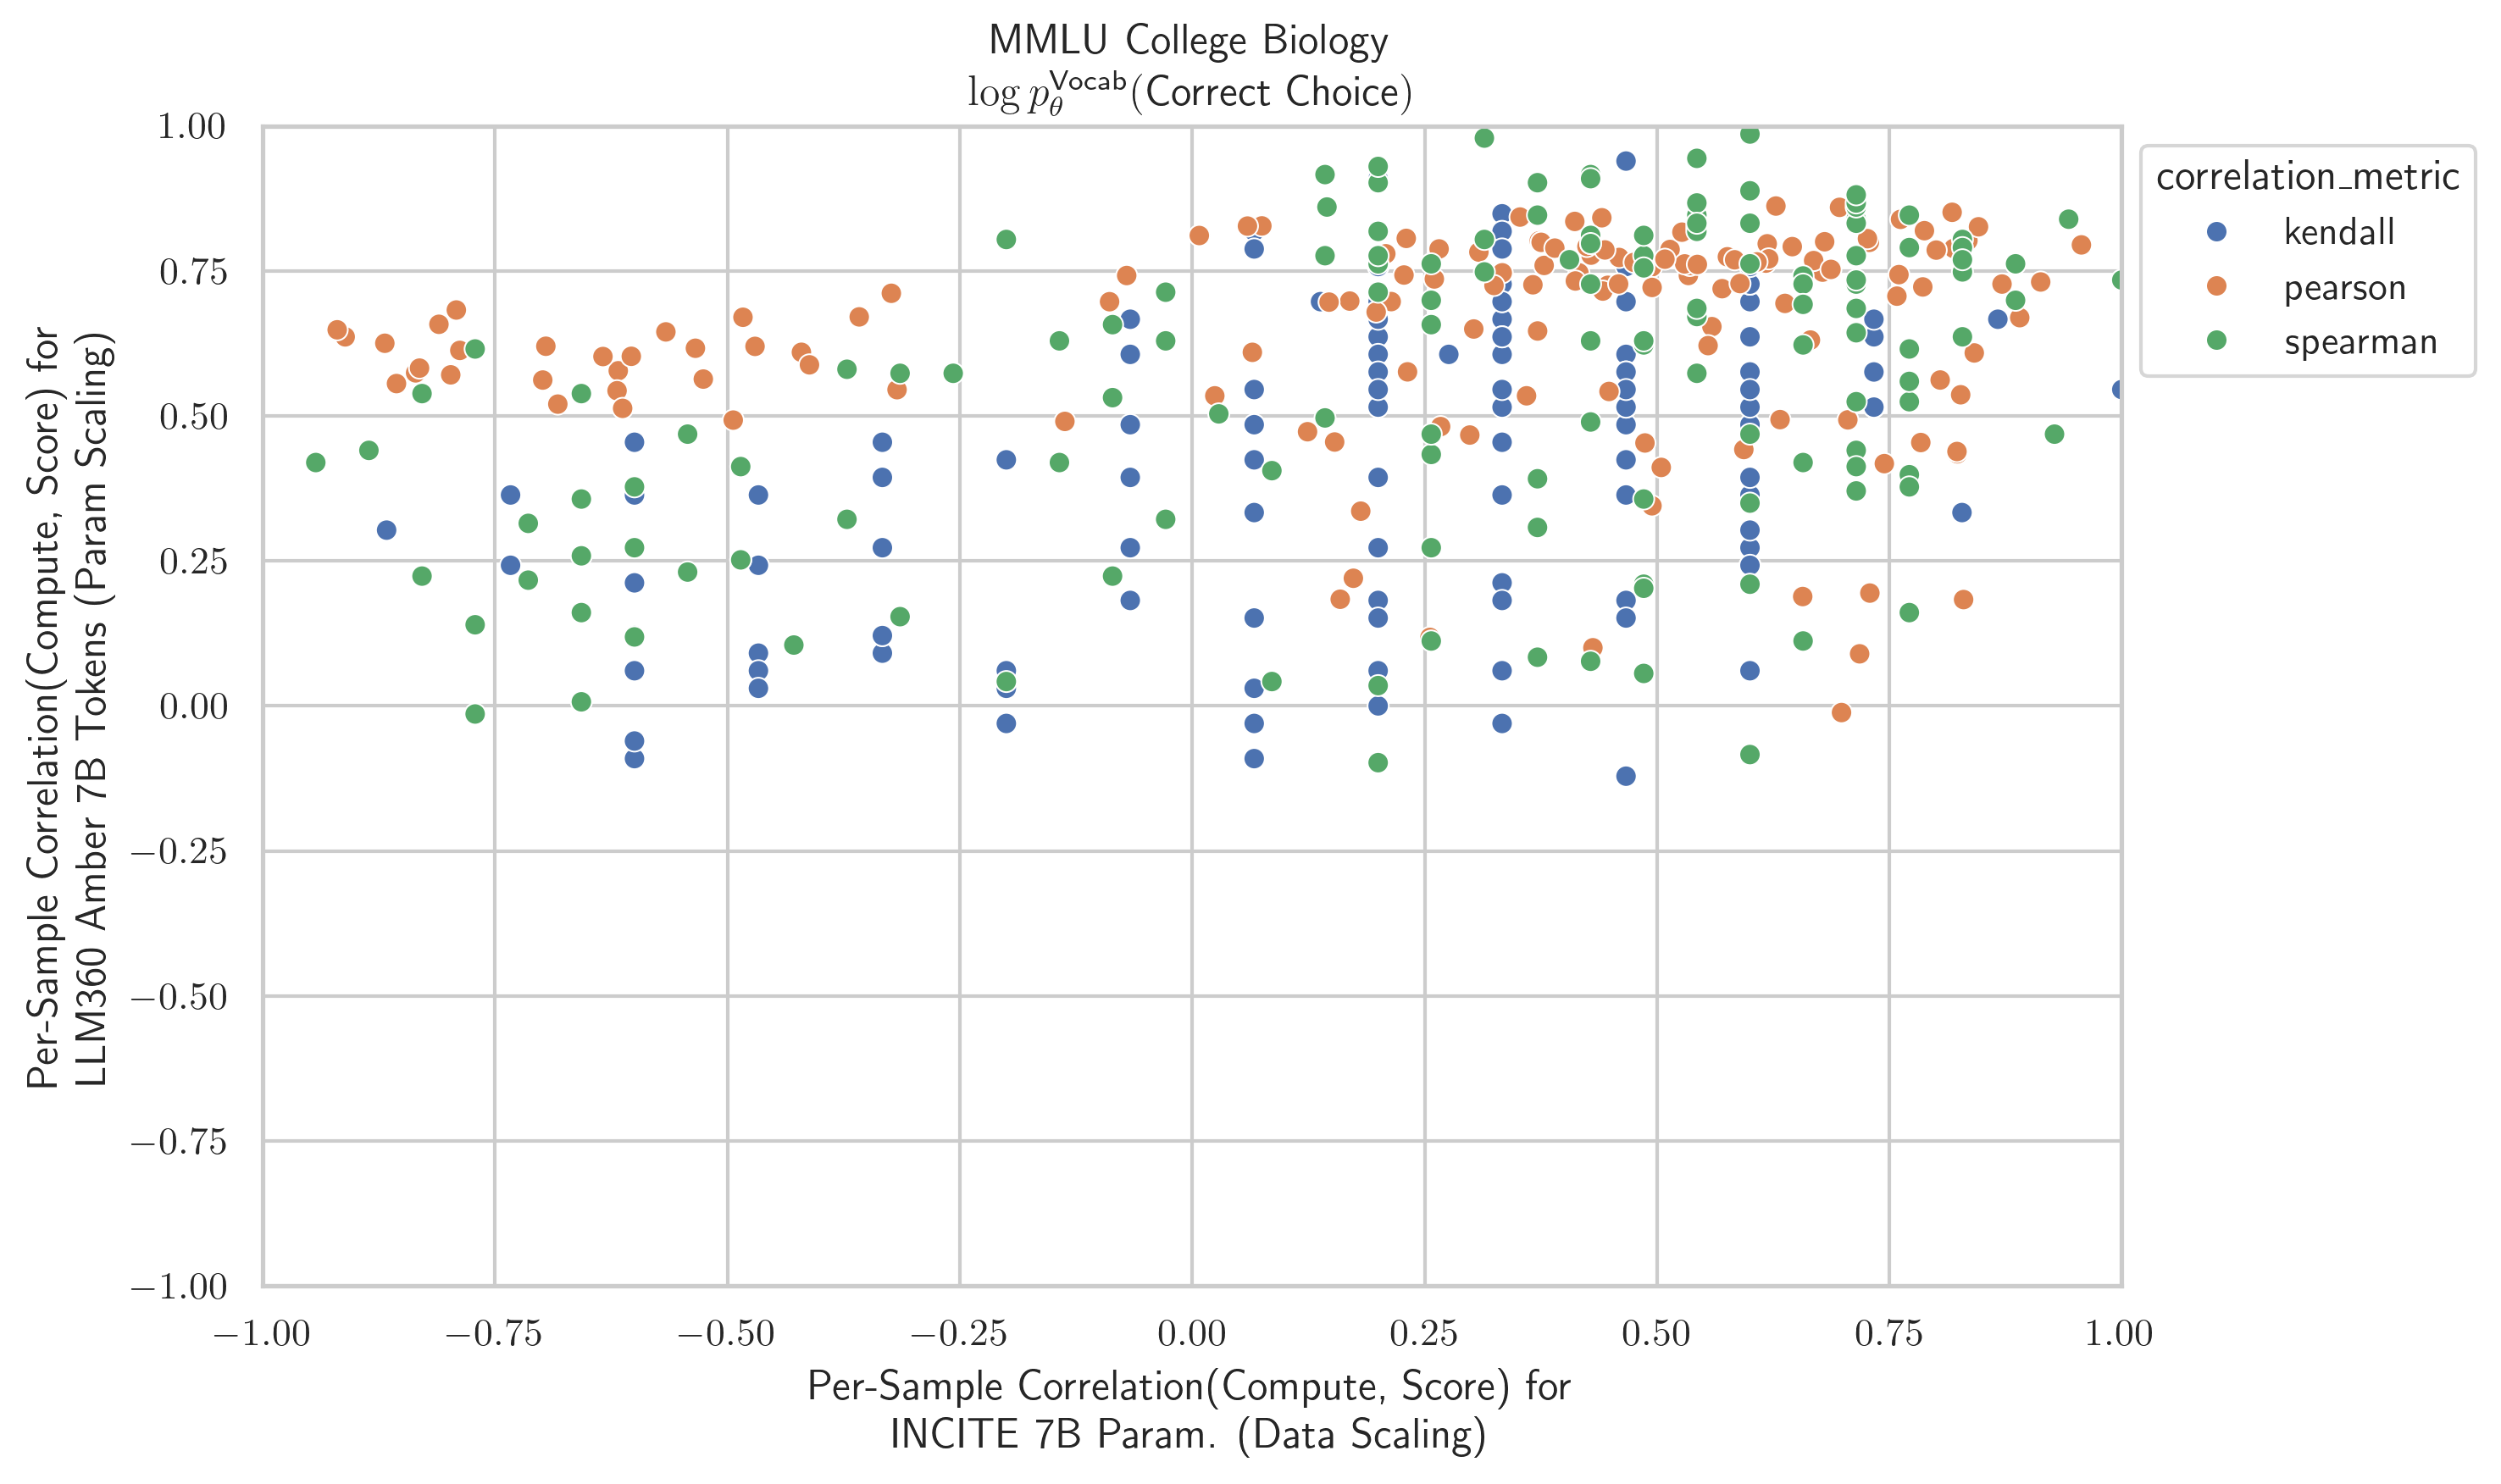 MMLU College Biology
log p_θ^Vocab(Correct Choice)
1.00
0.75
0.50
0.25
0.00
−0.25
−0.50
−0.75
−1.00
Per-Sample Correlation(Compute, Score) for
LLM360 Amber 7B Tokens (Param Scaling)
correlation_metric
kendall
pearson
spearman
−1.00 −0.75 −0.50 −0.25 0.00 0.25 0.50 0.75 1.00
Per-Sample Correlation(Compute, Score) for
INCITE 7B Param. (Data Scaling)